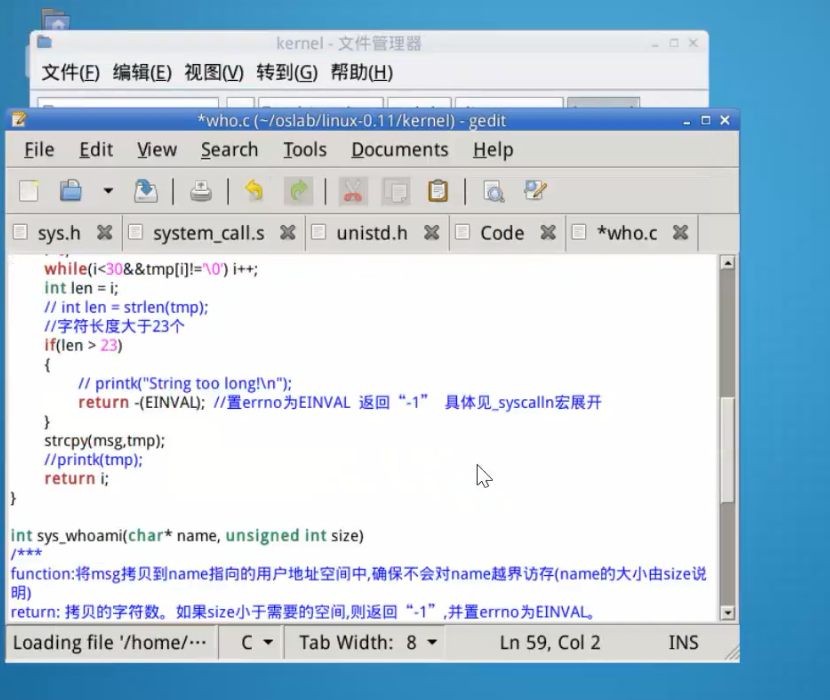 kernel - 文件管理器
文件(F) 编辑(E) 视图(V) 转到(G) 帮助(H)
*who.c (~/oslab/linux-0.11/kernel) - gedit
File Edit View Search Tools Documents Help
sys.h system_call.s unistd.h Code *who.c
while(i<30&&tmp[i]!='\0') i++;
int len = i;
// int len = strlen(tmp);
//字符长度大于23个
if(len > 23)
{
// printk("String too long!\n");
return -(EINVAL); //置errno为EINVAL 返回“-1” 具体见_syscalln宏展开
}
strcpy(msg,tmp);
//printk(tmp);
return i;
}
int sys_whoami(char* name, unsigned int size)
/***
function:将msg拷贝到name指向的用户地址空间中,确保不会对name越界访存(name的大小由size说
明)
return: 拷贝的字符数。如果size小于需要的空间,则返回“-1”,并置errno为EINVAL。
Loading file '/home/··· C Tab Width: 8 Ln 59, Col 2 INS